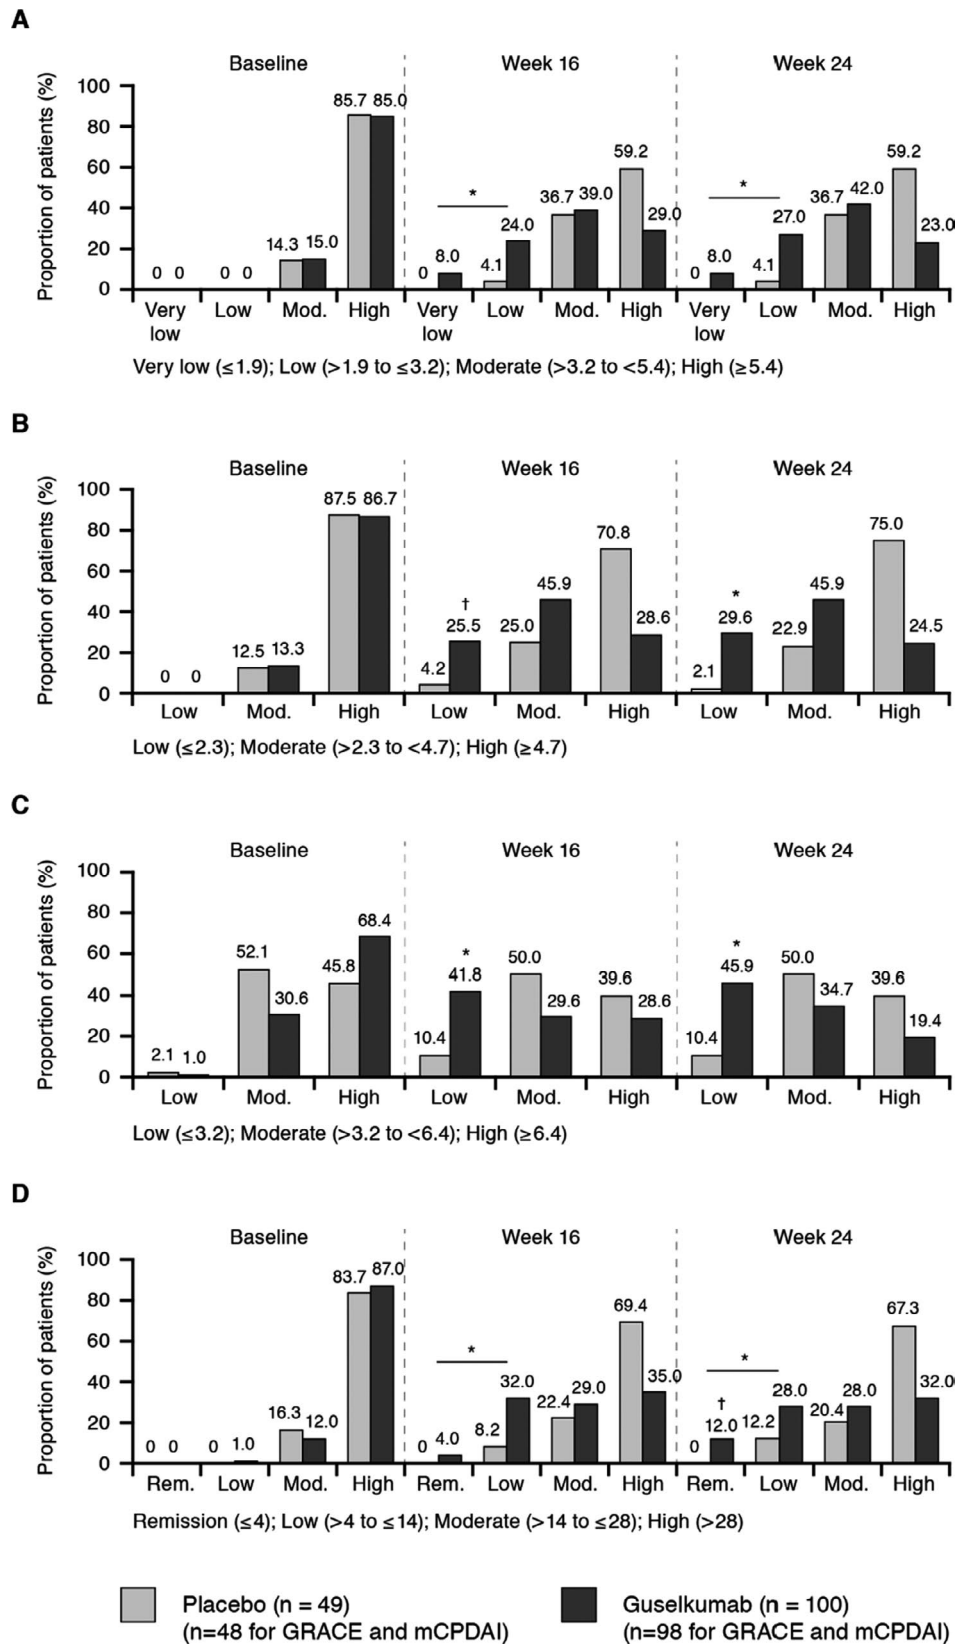 A
Baseline Week 16 Week 24
Proportion of patients (%)
100
80
60
40
20
0
0 0 0 0 14.3 15.0 85.7 85.0
0 8.0 4.1 24.0 36.7 39.0 59.2 29.0
*
0 8.0 4.1 27.0 36.7 42.0 59.2 23.0
*
Very low Low Mod. High Very low Low Mod. High Very low Low Mod. High
Very low (≤1.9); Low (>1.9 to ≤3.2); Moderate (>3.2 to <5.4); High (≥5.4)
B
Baseline Week 16 Week 24
Proportion of patients (%)
100
80
60
40
20
0
0 0 12.5 13.3 87.5 86.7
4.2 † 25.5 25.0 45.9 70.8 28.6
2.1 * 29.6 22.9 45.9 75.0 24.5
Low Mod. High Low Mod. High Low Mod. High
Low (≤2.3); Moderate (>2.3 to <4.7); High (≥4.7)
C
Baseline Week 16 Week 24
Proportion of patients (%)
100
80
60
40
20
0
2.1 1.0 52.1 30.6 45.8 68.4
10.4 * 41.8 50.0 29.6 39.6 28.6
10.4 * 45.9 50.0 34.7 39.6 19.4
Low Mod. High Low Mod. High Low Mod. High
Low (≤3.2); Moderate (>3.2 to <6.4); High (≥6.4)
D
Baseline Week 16 Week 24
Proportion of patients (%)
100
80
60
40
20
0
0 0 0 1.0 16.3 12.0 83.7 87.0
*
0 4.0 8.2 32.0 22.4 29.0 69.4 35.0
*
0 † 12.0 12.2 28.0 20.4 28.0 67.3 32.0
Rem. Low Mod. High Rem. Low Mod. High Rem. Low Mod. High
Remission (≤4); Low (>4 to ≤14); Moderate (>14 to ≤28); High (>28)
Placebo (n = 49)
(n=48 for GRACE and mCPDAI)
Guselkumab (n = 100)
(n=98 for GRACE and mCPDAI)